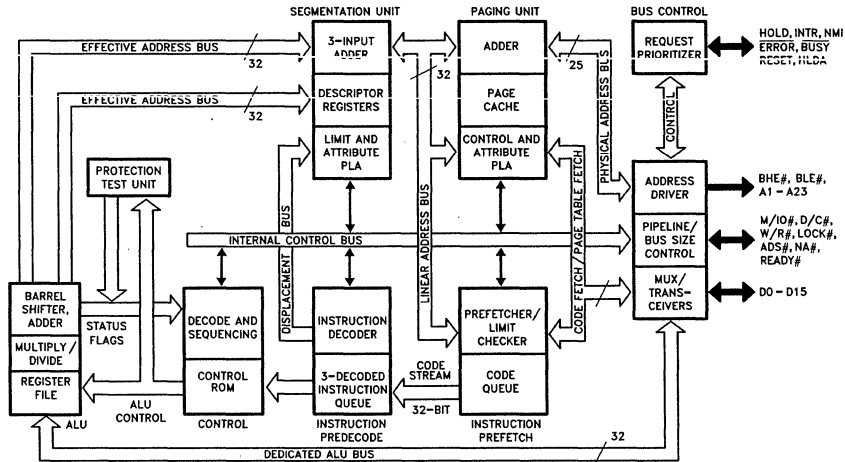 SEGMENTATION UNIT
PAGING UNIT
BUS CONTROL
EFFECTIVE ADDRESS BUS
32
3-INPUT
ADDER
32
ADDER
25
PHYSICAL ADDRESS BUS
REQUEST
PRIORITIZER
HOLD, INTR, NMI
ERROR, BUSY
RESET, HLDA
EFFECTIVE ADDRESS BUS
32
DESCRIPTOR
REGISTERS
PAGE
CACHE
CONTROL
LIMIT AND
ATTRIBUTE
PLA
CONTROL AND
ATTRIBUTE
PLA
PROTECTION
TEST UNIT
ADDRESS
DRIVER
BHE#, BLE#,
A1 - A23
DISPLACEMENT BUS
LINEAR ADDRESS BUS
CODE FETCH / PAGE TABLE FETCH
INTERNAL CONTROL BUS
PIPELINE/
BUS SIZE
CONTROL
M/IO#, D/C#,
W/R#, LOCK#,
ADS#, NA#,
READY#
BARREL
SHIFTER,
ADDER
STATUS
FLAGS
MULTIPLY/
DIVIDE
REGISTER
FILE
ALU
ALU
CONTROL
DECODE AND
SEQUENCING
CONTROL
ROM
CONTROL
INSTRUCTION
DECODER
3-DECODED
INSTRUCTION
QUEUE
INSTRUCTION
PREDECODE
CODE
STREAM
32-BIT
PREFETCHER/
LIMIT
CHECKER
CODE
QUEUE
INSTRUCTION
PREFETCH
MUX/
TRANS-
CEIVERS
D0 - D15
DEDICATED ALU BUS
32